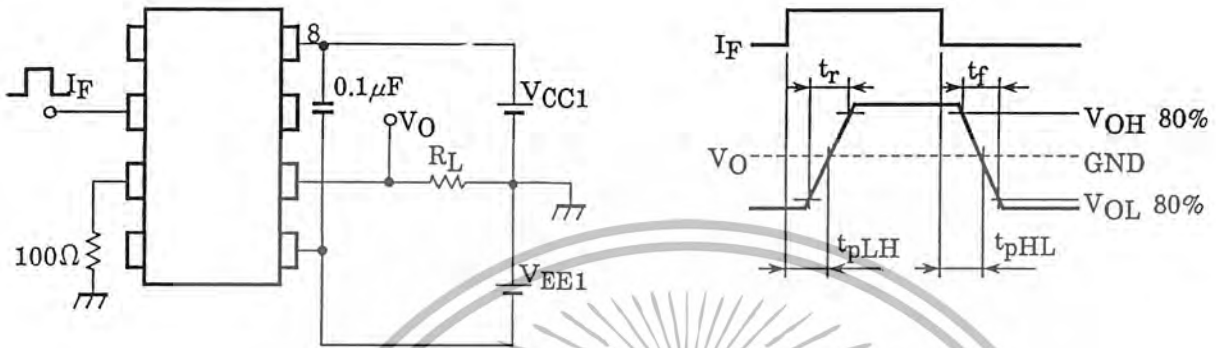 8
I_F
0.1μF
V_CC1
V_O
R_L
100Ω
V_EE1
I_F
t_r
t_f
V_OH 80%
V_O
GND
V_OL 80%
t_pLH
t_pHL